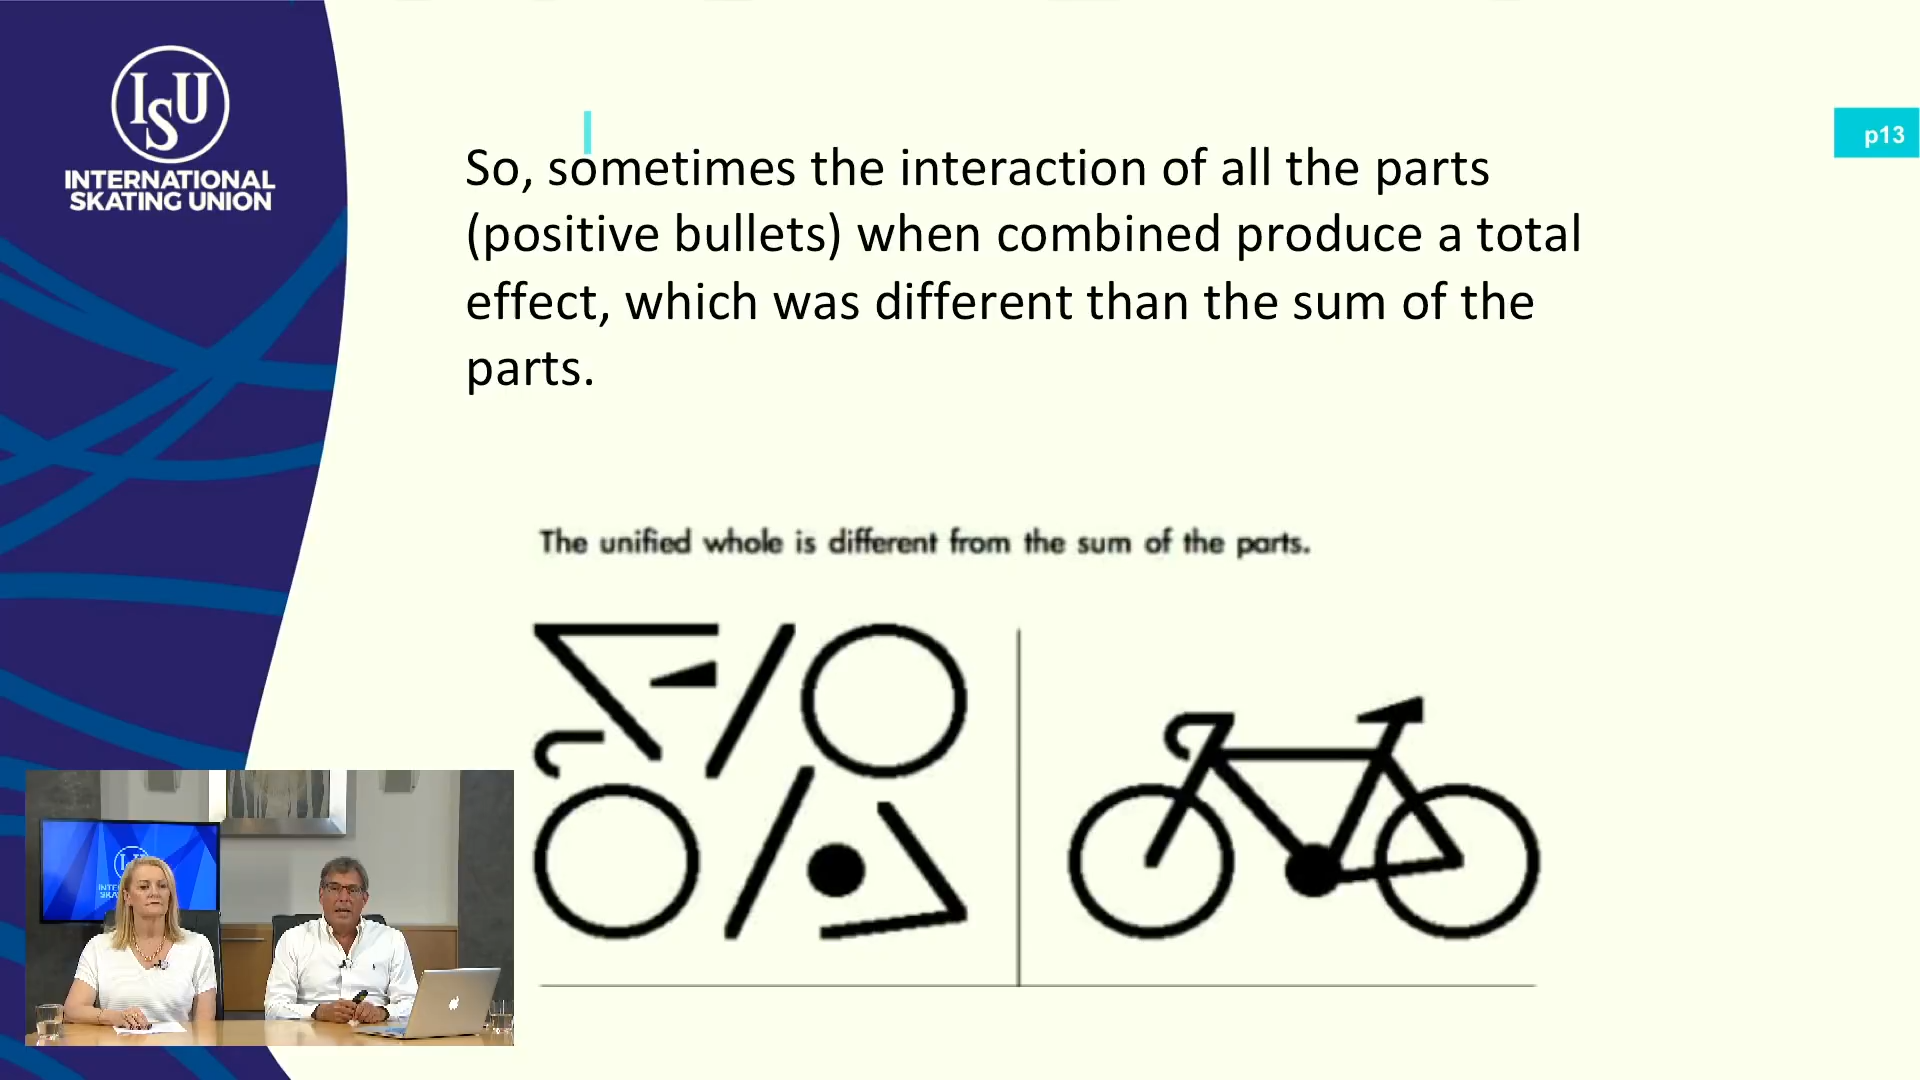 ISU
INTERNATIONAL
SKATING UNION
p13
So, sometimes the interaction of all the parts
(positive bullets) when combined produce a total
effect, which was different than the sum of the
parts.
The unified whole is different from the sum of the parts.